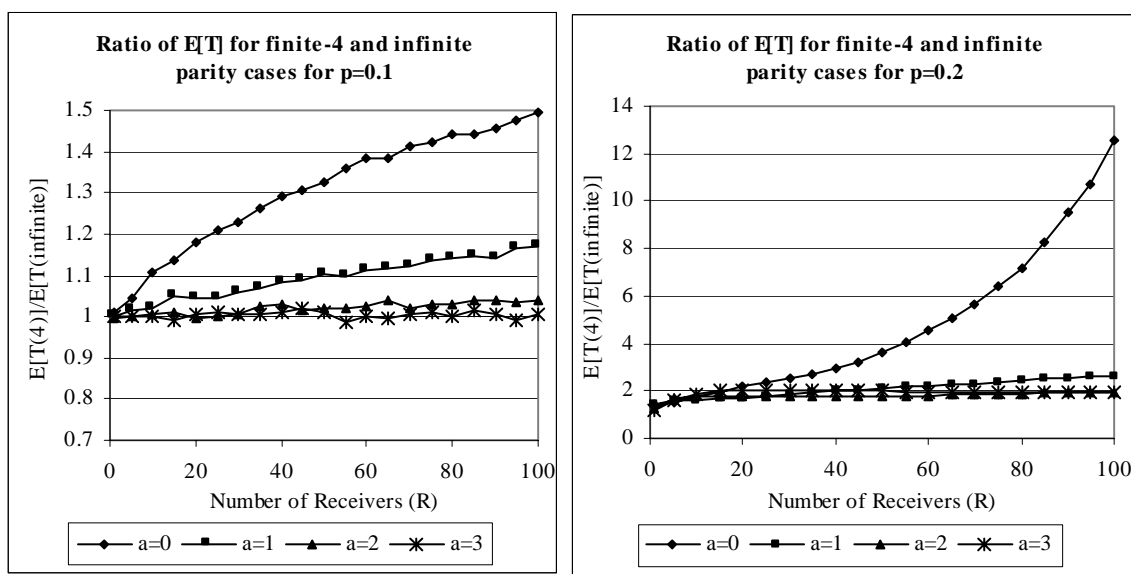 Ratio of E[T] for finite-4 and infinite
parity cases for p=0.1
1.5
1.4
1.3
1.2
1.1
1
0.9
0.8
0.7
E[T(4)]/E[T(infinite)]
0
20
40
60
80
100
Number of Receivers (R)
a=0
a=1
a=2
a=3
Ratio of E[T] for finite-4 and infinite
parity cases for p=0.2
14
12
10
8
6
4
2
0
E[T(4)]/E[T(infinite)]
0
20
40
60
80
100
Number of Receivers (R)
a=0
a=1
a=2
a=3